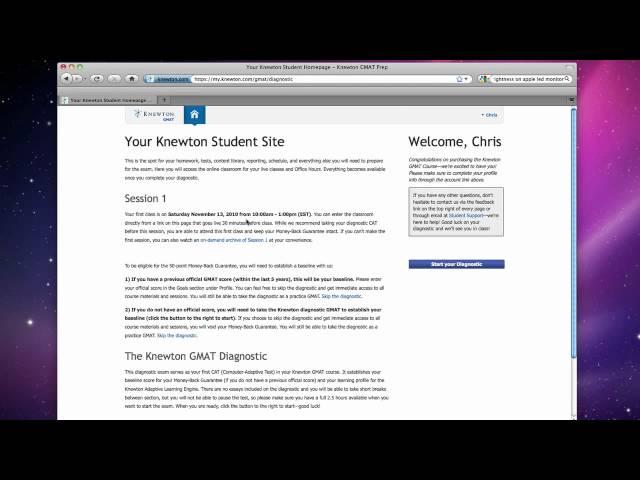 Your Knewton Student Homepage – Knewton GMAT Prep
knewton.com https://my.knewton.com/gmat/diagnostic
rightness on apple led monitor
Your Knewton Student Homepage ...
KNEWTON
GMAT
Chris
Your Knewton Student Site
This is the spot for your homework, tests, content library, reporting, schedule, and everything else you will need to
prepare for the exam. Here you will access the online classroom for your live classes and Office Hours. Everything becomes available
once you complete your diagnostic.
Session 1
Your first class is on Saturday November 13, 2010 from 10:00am - 1:00pm (EST). You can enter the classroom
directly from a link on this page that goes live 30 minutes before class. While we recommend taking your diagnostic CAT
before this session, you are able to attend this first class and keep your Money-Back Guarantee intact. If you can't make the
first session, you can also watch an on-demand archive of Session 1 at your convenience.
To be eligible for the 50-point Money-Back Guarantee, you will need to establish a baseline with us:
1) If you have a previous official GMAT score (within the last 5 years), this will be your baseline. Please enter
your official score in the Goals section under Profile. You can feel free to skip the diagnostic and get immediate access to all
course materials and sessions. You will still be able to take the diagnostic as a practice GMAT. Skip the diagnostic.
2) If you do not have an official score, you will need to take the Knewton diagnostic GMAT to establish your
baseline (click the button to the right to start). If you choose to skip the diagnostic and get immediate access to all
course materials and sessions, you will void your Money-Back Guarantee. You will still be able to take the diagnostic as a
practice GMAT. Skip the diagnostic.
The Knewton GMAT Diagnostic
This diagnostic exam serves as your first CAT (Computer-Adaptive Test) in your Knewton GMAT course. It establishes your
baseline score for your Money-Back Guarantee (if you do not have a previous official score) and your learning profile for the
Knewton Adaptive Learning Engine. There are no essays included on the diagnostic and you will be able to take short breaks
between section, but you will not be able to pause the test, so please make sure you have a full 2.5 hours available when you
want to start the exam. When you are ready, click the button to the right to start—good luck!
Welcome, Chris
Congratulations on purchasing the Knewton
GMAT Course—we're excited to have you!
Please make sure to complete your profile
info through the account link above.
If you have any other questions, don't
hesitate to contact us via the feedback
link on the top right of every page or
through email at Student Support—we're
here to help! Good luck on your
diagnostic and we'll see you in class!
Start your Diagnostic